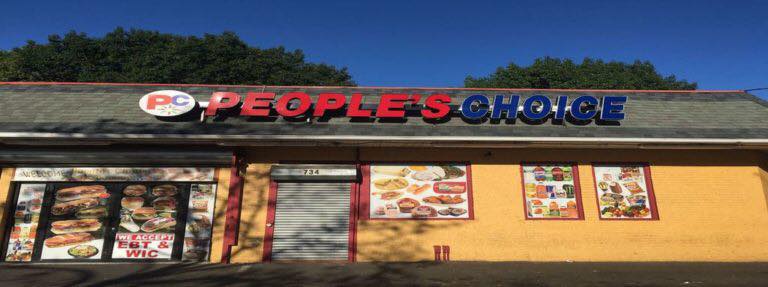 PC PEOPLE'S CHOICE
WELCOME
734
WE ACCEPT
EBT &
WIC